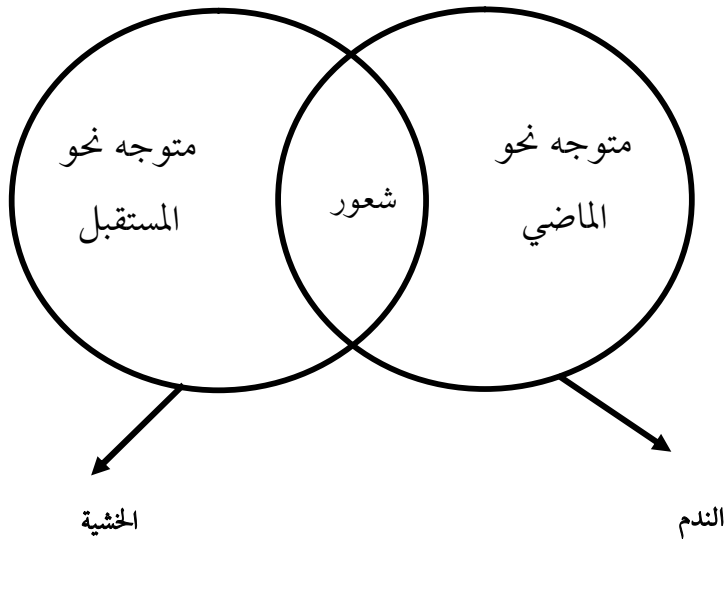 متوجه نحو
الماضي
شعور
متوجه نحو
المستقبل
الندم
الخشية